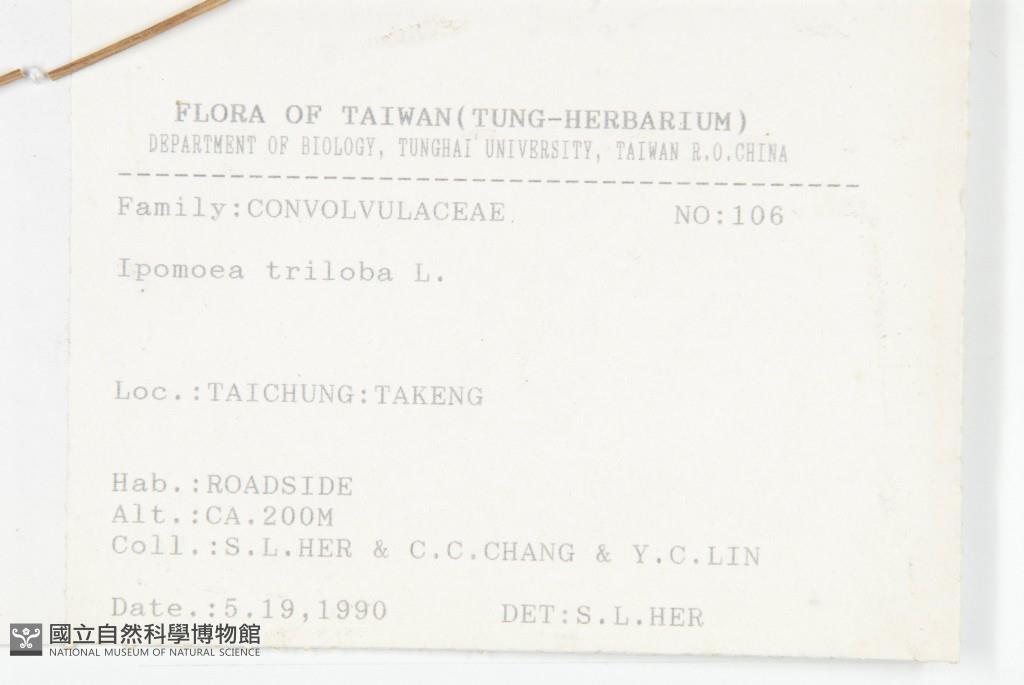 FLORA OF TAIWAN(TUNG-HERBARIUM)
DEPARTMENT OF BIOLOGY, TUNGHAI UNIVERSITY, TAIWAN R.O.CHINA
Family:CONVOLVULACEAE NO:106
Ipomoea triloba L.
Loc.:TAICHUNG:TAKENG
Hab.:ROADSIDE
Alt.:CA.200M
Coll.:S.L.HER & C.C.CHANG & Y.C.LIN
Date.:5.19,1990 DET:S.L.HER
國立自然科學博物館
NATIONAL MUSEUM OF NATURAL SCIENCE